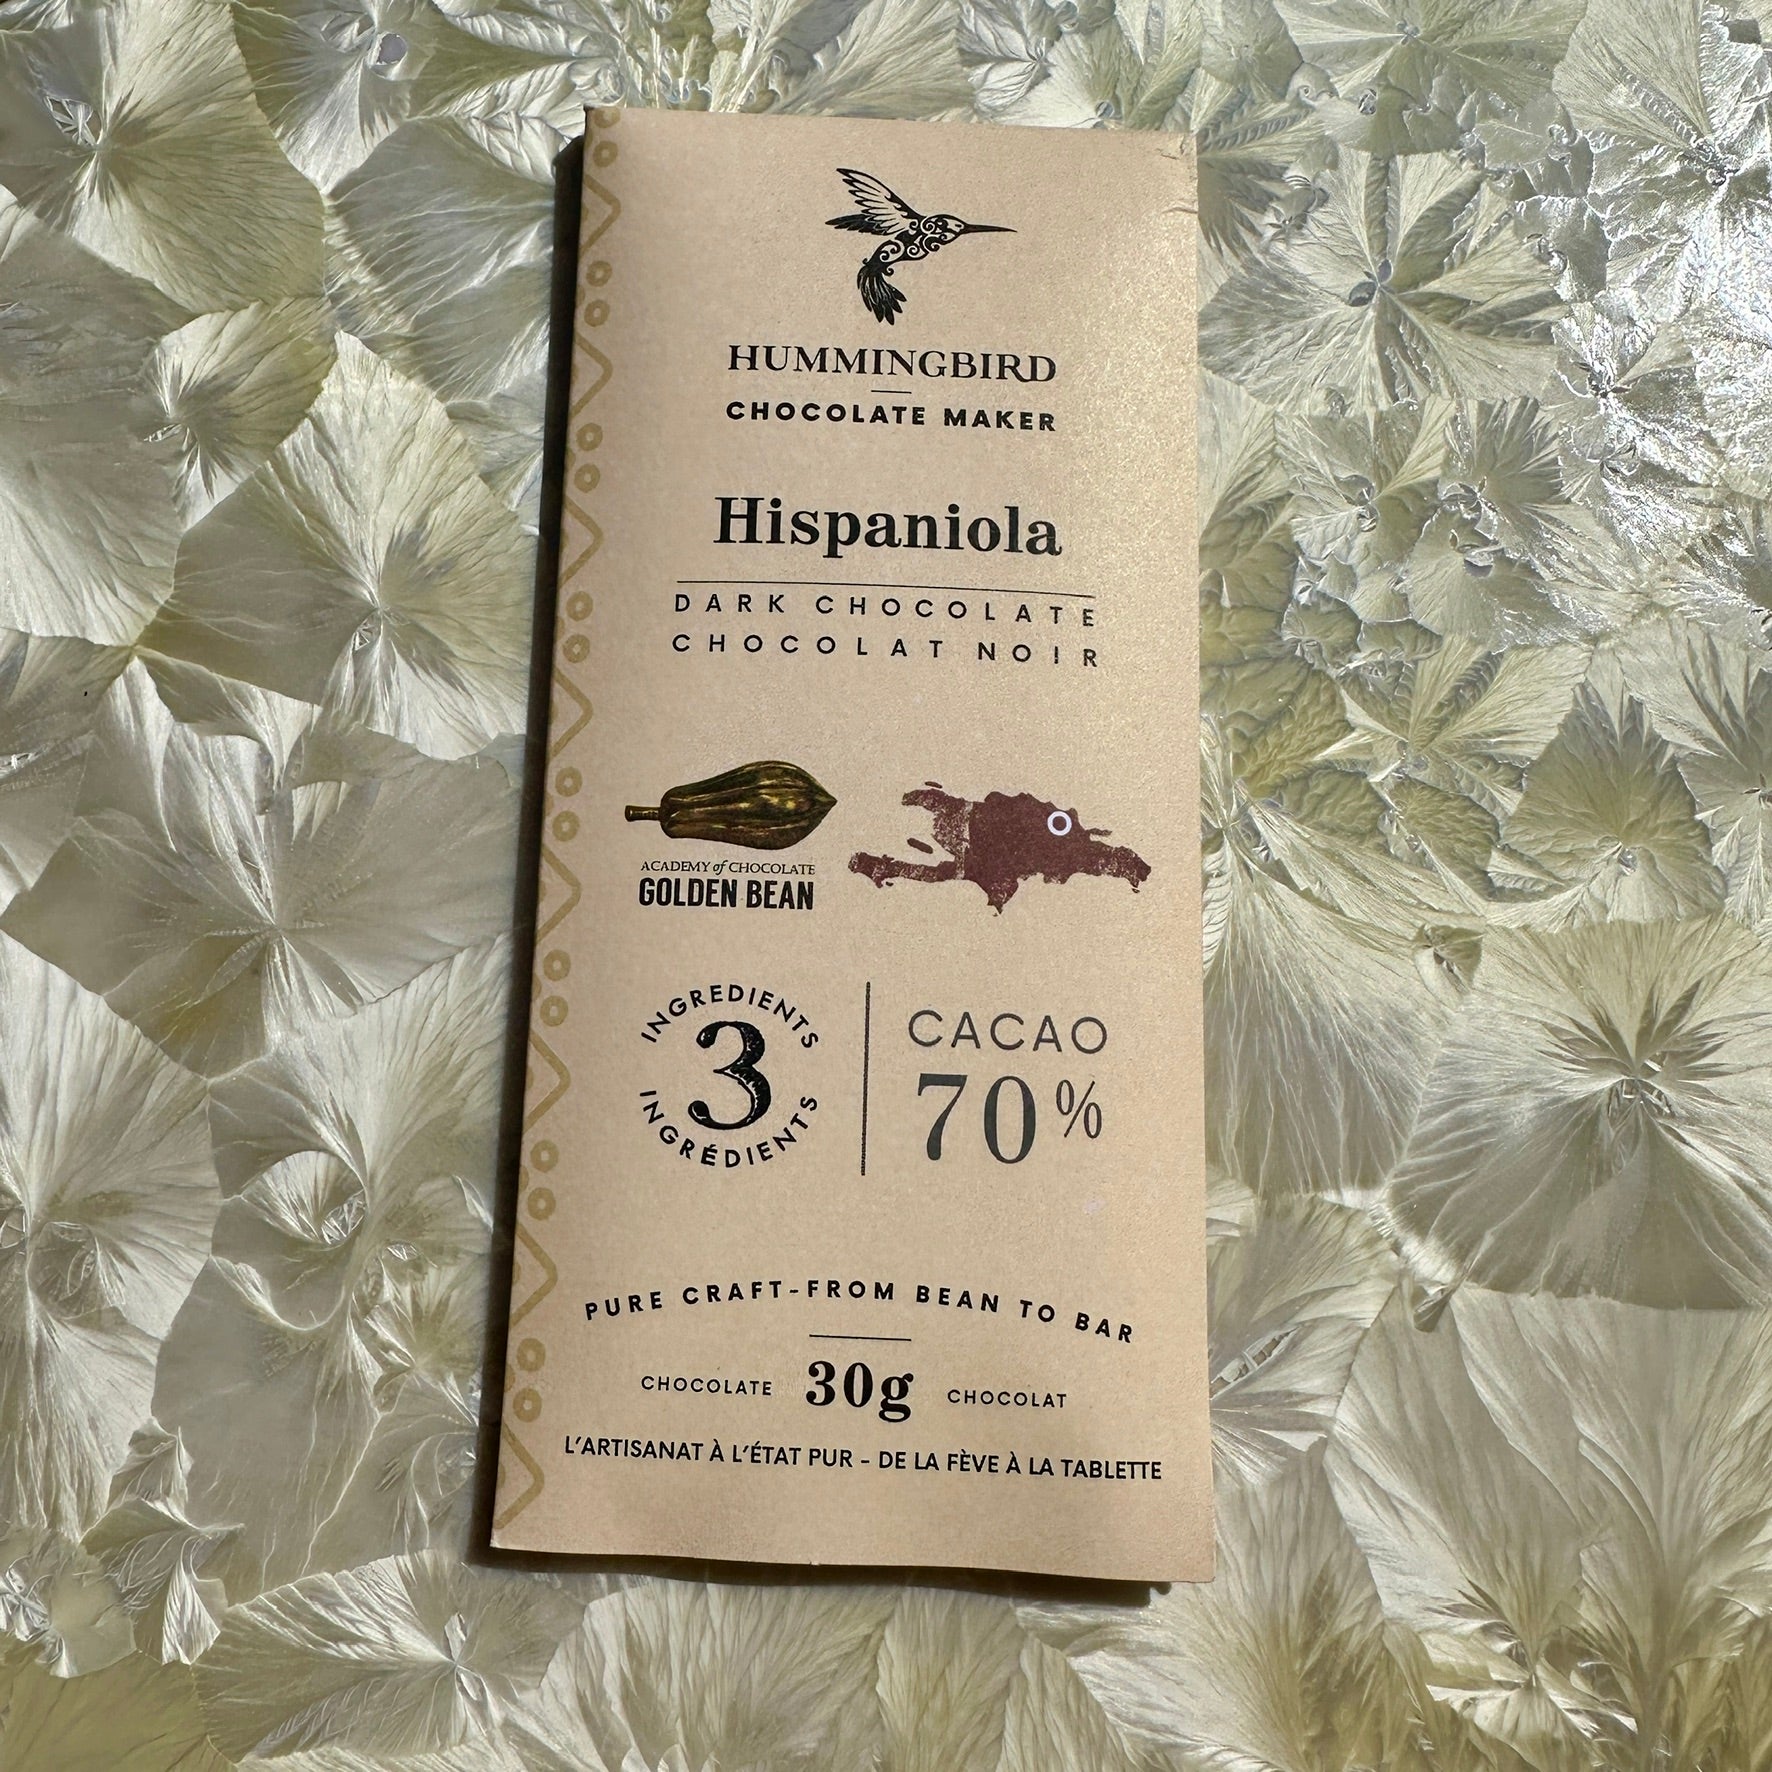 HUMMINGBIRD
CHOCOLATE MAKER
Hispaniola
DARK CHOCOLATE
CHOCOLAT NOIR
ACADEMY of CHOCOLATE
GOLDEN BEAN
INGREDIENTS
3
INGRÉDIENTS
CACAO
70%
PURE CRAFT-FROM BEAN TO BAR
CHOCOLATE 30g CHOCOLAT
L'ARTISANAT À L'ÉTAT PUR - DE LA FÈVE À LA TABLETTE